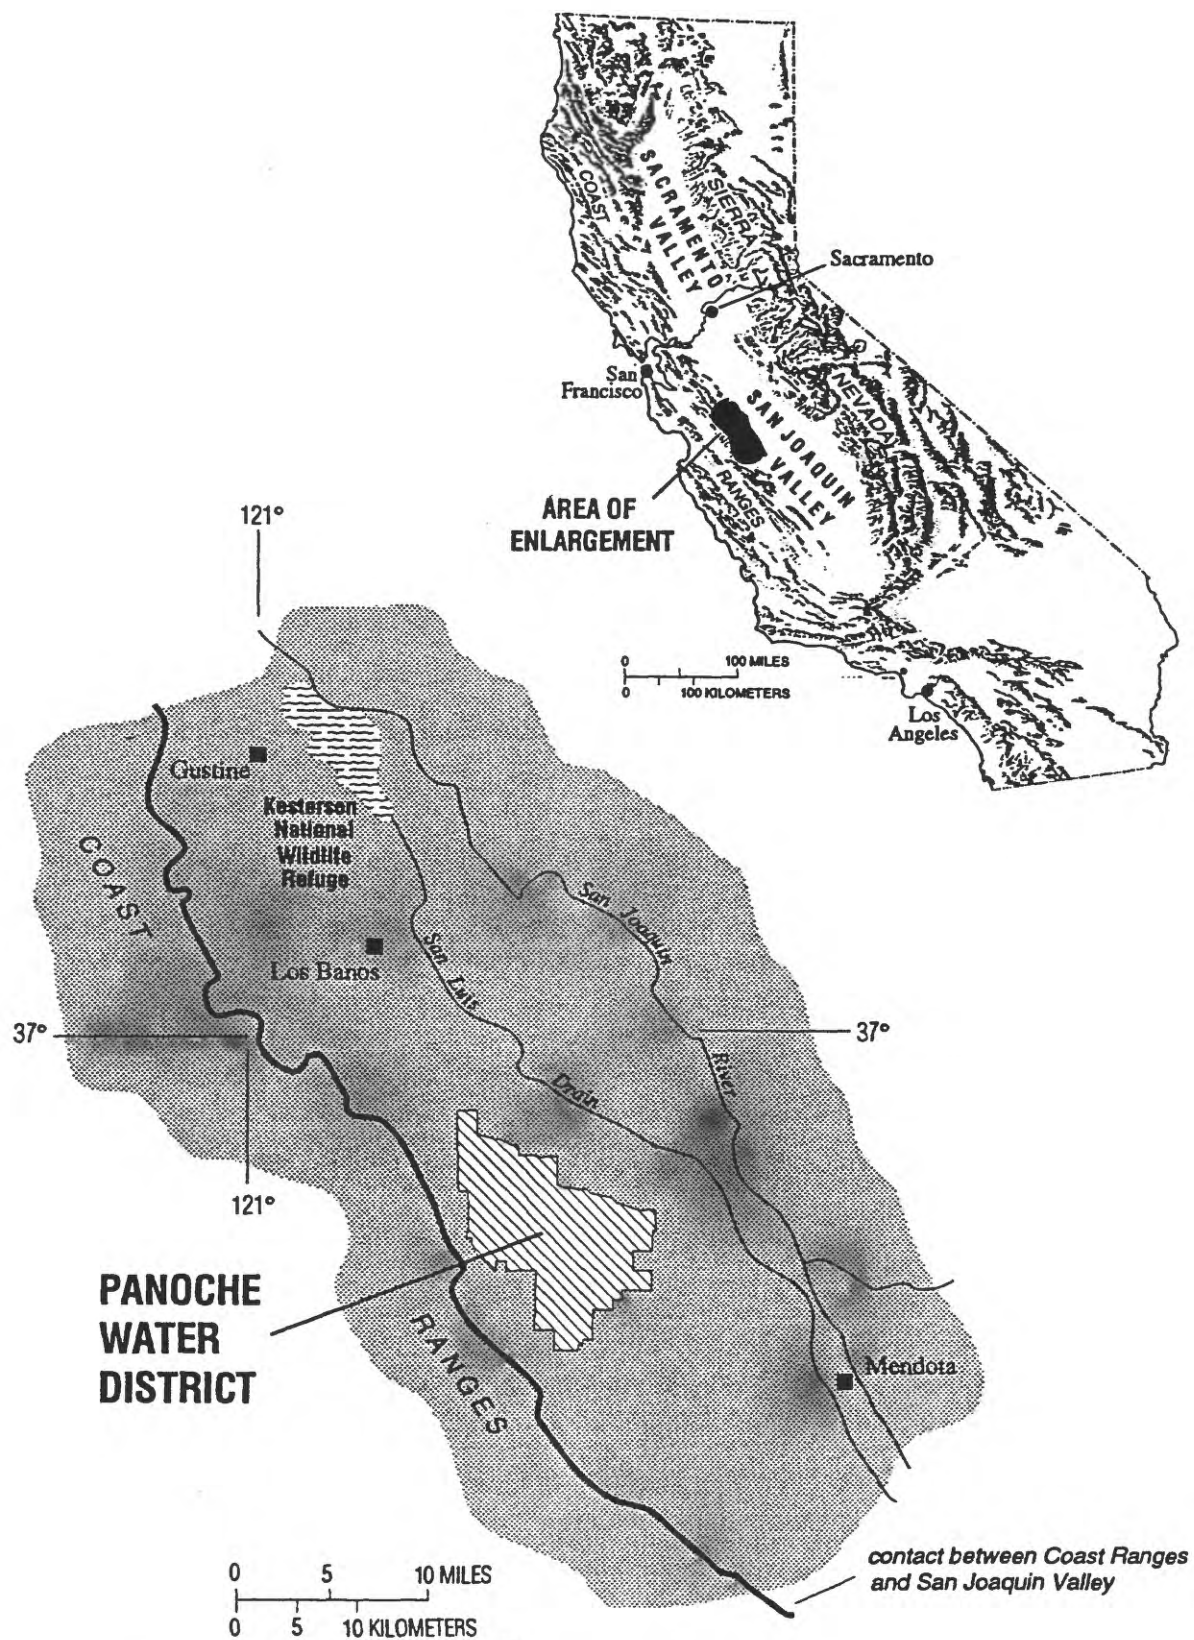 COAST
SACRAMENTO
VALLEY
SIERRA
Sacramento
San
Francisco
NEVADA
SAN JOAQUIN
VALLEY
RANGES
AREA OF
ENLARGEMENT
0 100 MILES
0 100 KILOMETERS
Los
Angeles
121°
Gustine
Kesterson
National
Wildlife
Refuge
COAST
Los Banos
San Luis
Drain
San Joaquin
River
37°
37°
121°
PANOCHE
WATER
DISTRICT
RANGES
Mendota
contact between Coast Ranges
and San Joaquin Valley
0 5 10 MILES
0 5 10 KILOMETERS